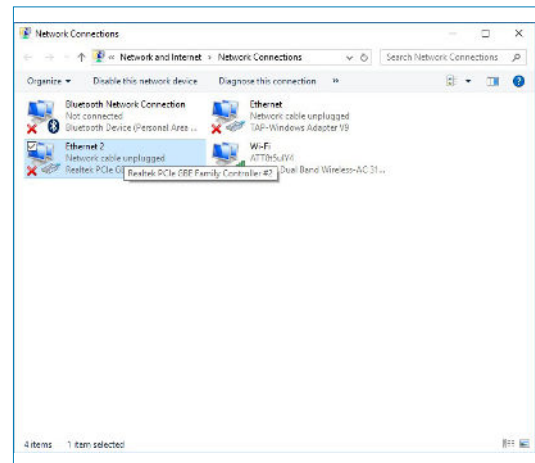 Network Connections
« Network and Internet › Network Connections
Search Network Connections
Organize
Disable this network device
Diagnose this connection
»
Bluetooth Network Connection
Not connected
Bluetooth Device (Personal Area ...
Ethernet
Network cable unplugged
TAP-Windows Adapter V9
Ethernet 2
Network cable unplugged
Realtek PCIe GB
Realtek PCIe GBE Family Controller #2
Wi-Fi
Dual Band Wireless-AC 31...
4 items
1 item selected